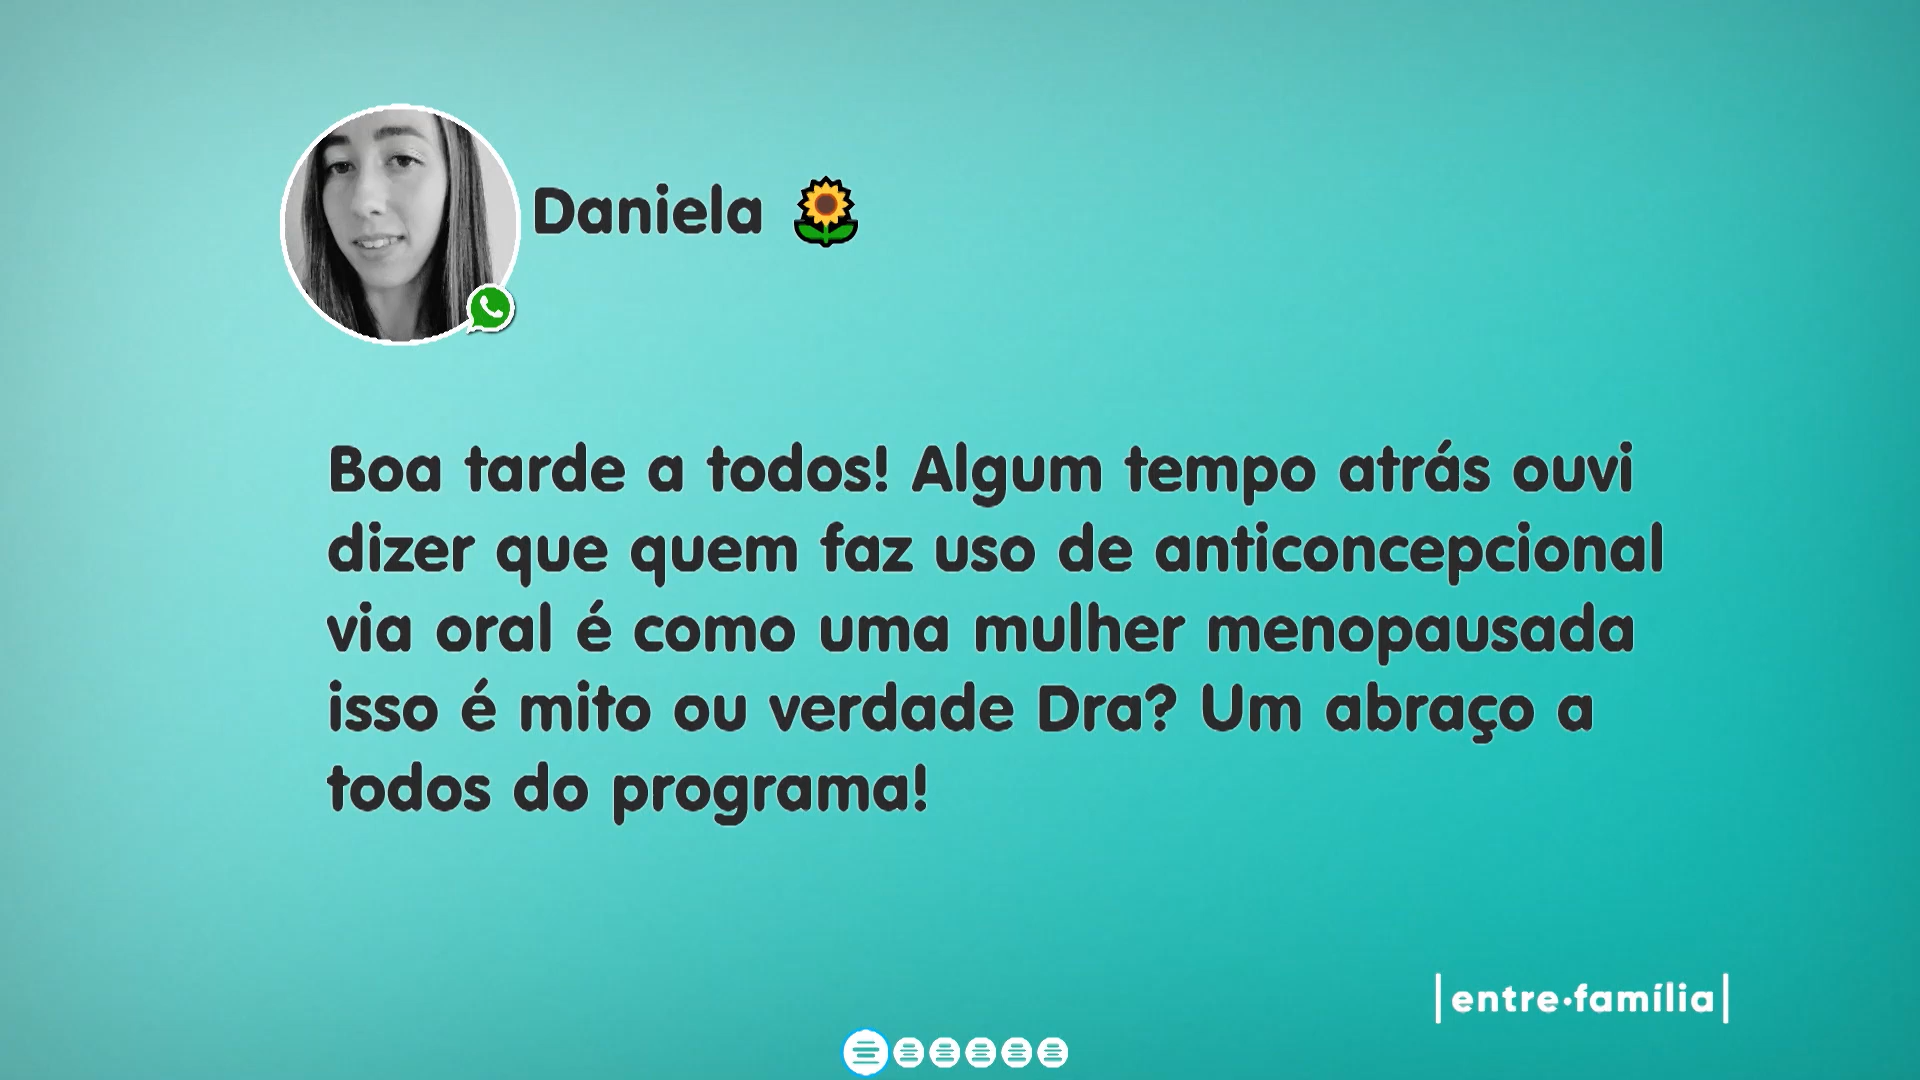 Daniela 🌻
Boa tarde a todos! Algum tempo atrás ouvi
dizer que quem faz uso de anticoncepcional
via oral é como uma mulher menopausada
isso é mito ou verdade Dra? Um abraço a
todos do programa!
|entre•família|